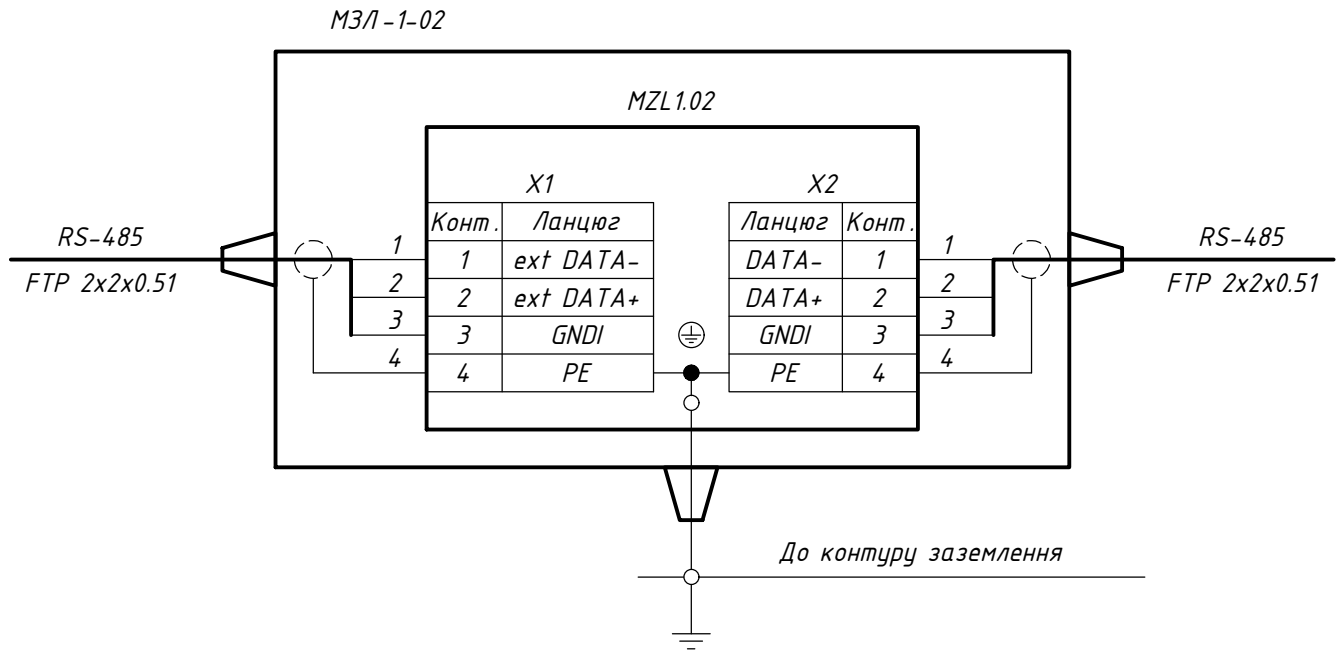 МЗЛ-1-02
MZL1.02
X1
X2
Конт. Ланцюг
Ланцюг Конт.
RS-485
FTP 2x2x0.51
1
2
3
4
1 ext DATA-
2 ext DATA+
3 GNDI
4 PE
DATA- 1
DATA+ 2
GNDI 3
PE 4
1
2
3
4
RS-485
FTP 2x2x0.51
До контуру заземлення